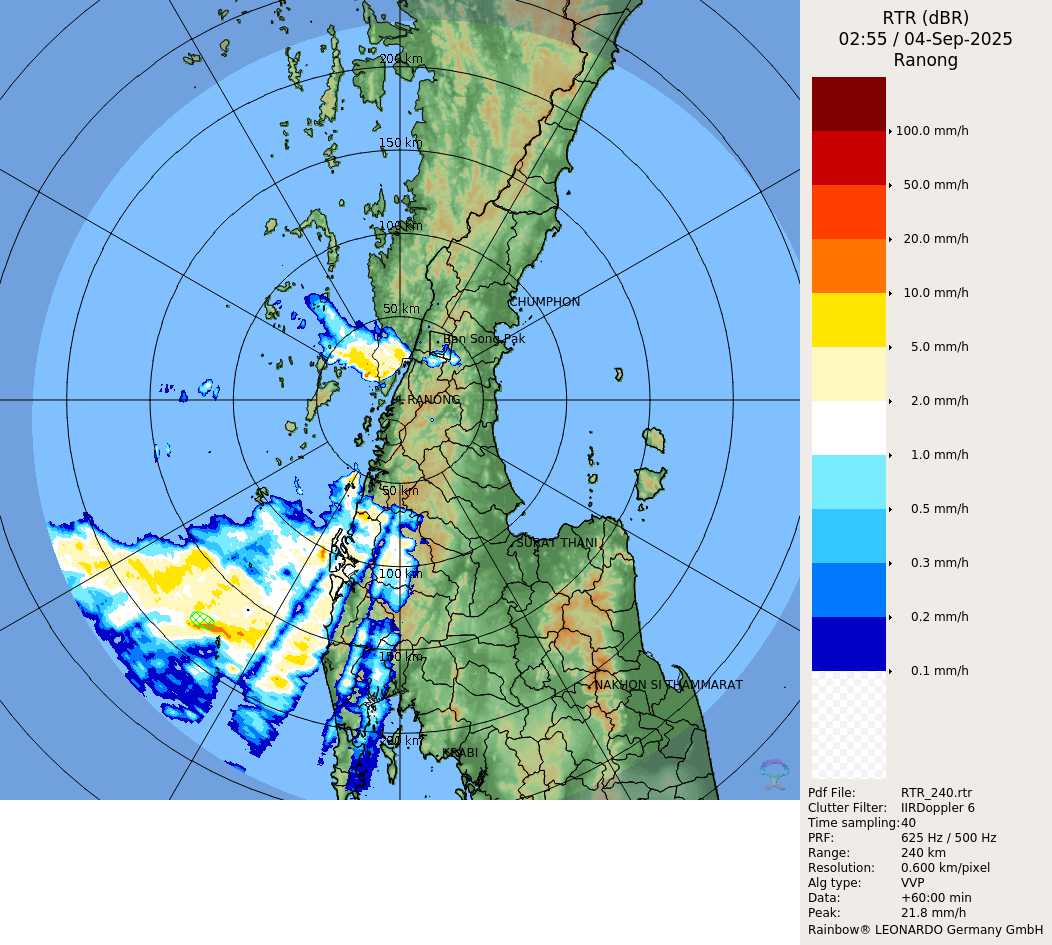 RTR (dBR)
02:55 / 04-Sep-2025
Ranong
100.0 mm/h
50.0 mm/h
20.0 mm/h
10.0 mm/h
5.0 mm/h
2.0 mm/h
1.0 mm/h
0.5 mm/h
0.3 mm/h
0.2 mm/h
0.1 mm/h
200 km
150 km
100 km
CHUMPHON
50 km
Ban Song Pak
RANONG
50 km
SURAT THANI
100 km
150 km
NAKHON SI THAMMARAT
200 km
KRABI
Pdf File: RTR_240.rtr
Clutter Filter: IIRDoppler 6
Time sampling: 40
PRF: 625 Hz / 500 Hz
Range: 240 km
Resolution: 0.600 km/pixel
Alg type: VVP
Data: +60:00 min
Peak: 21.8 mm/h
Rainbow® LEONARDO Germany GmbH